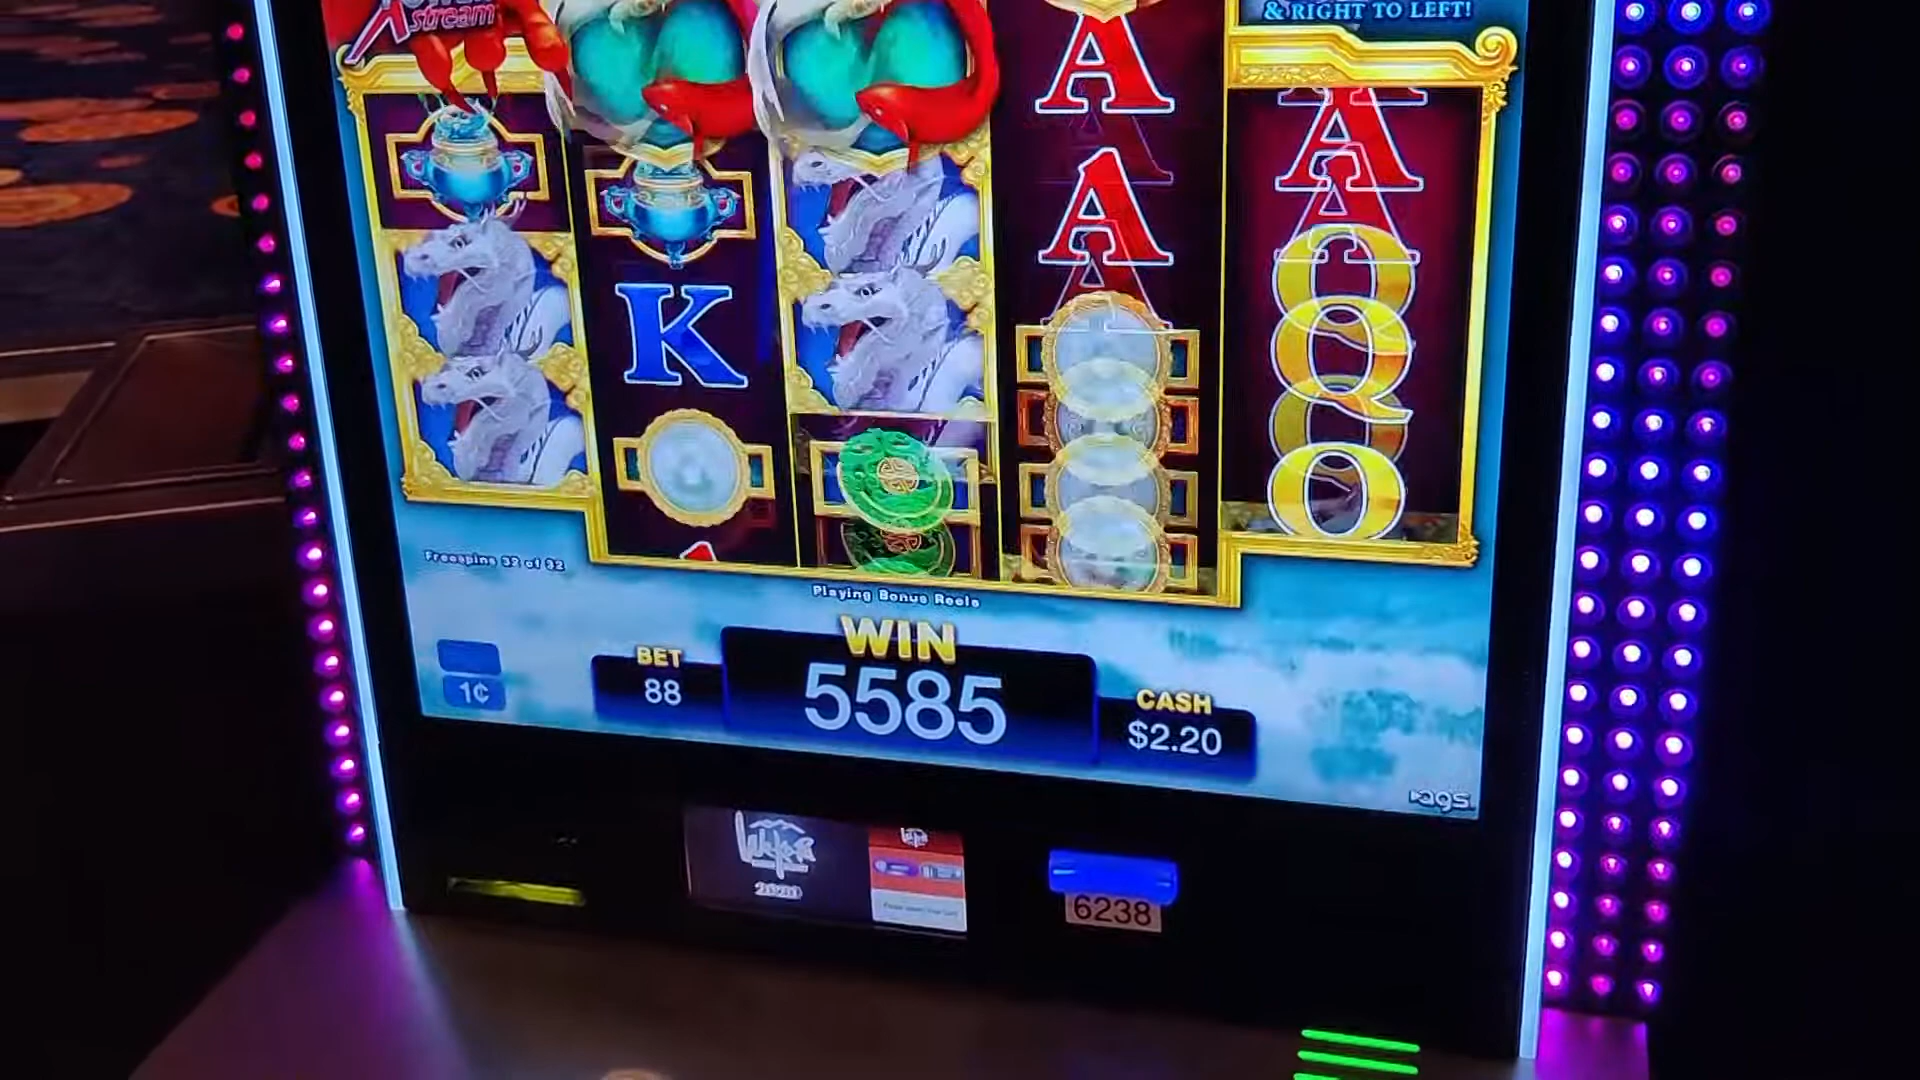 Xstream
& RIGHT TO LEFT!
A
A
A
K
Q
Q
Q
Freespins 32 of 32
Playing Bonus Reels
WIN
5585
BET
88
CASH
$2.20
1¢
ags
6238